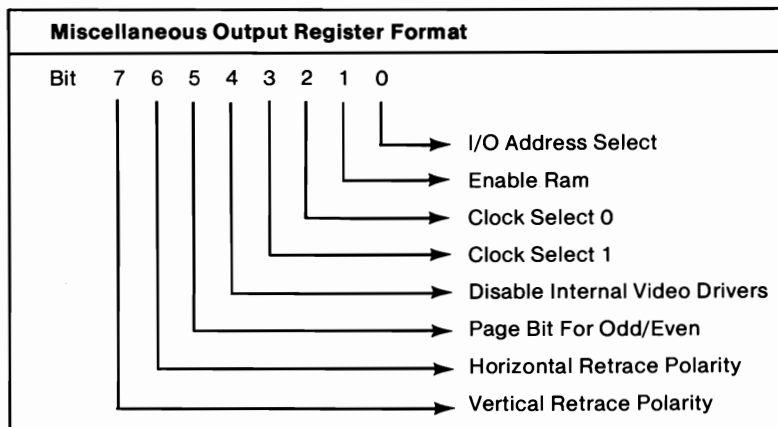 Miscellaneous Output Register Format
Bit 7 6 5 4 3 2 1 0
I/O Address Select
Enable Ram
Clock Select 0
Clock Select 1
Disable Internal Video Drivers
Page Bit For Odd/Even
Horizontal Retrace Polarity
Vertical Retrace Polarity